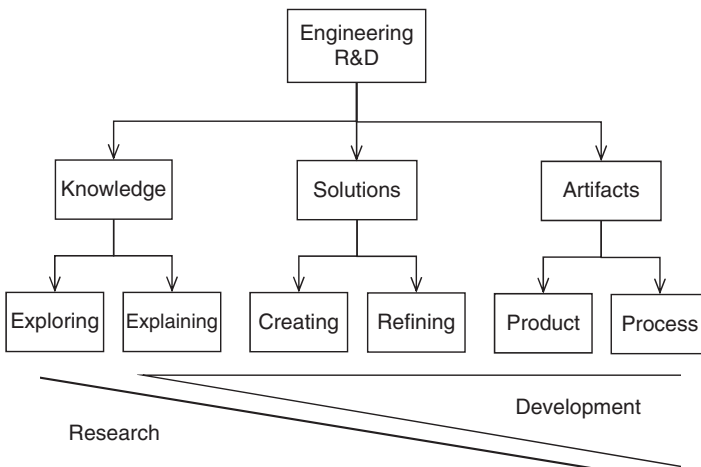 Engineering
R&D
Knowledge
Solutions
Artifacts
Exploring
Explaining
Creating
Refining
Product
Process
Development
Research